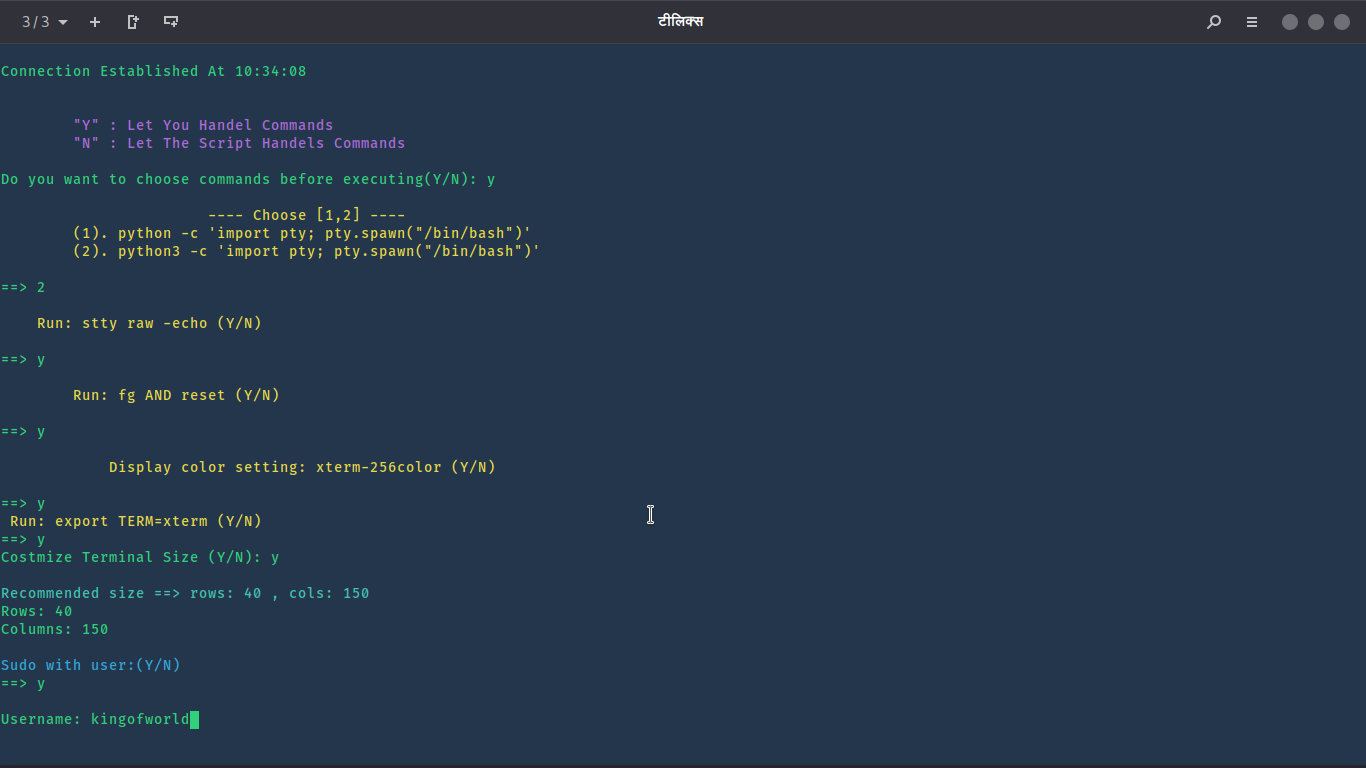 3 / 3
टीलिक्स
Connection Established At 10:34:08
"Y" : Let You Handel Commands
"N" : Let The Script Handels Commands
Do you want to choose commands before executing(Y/N): y
---- Choose [1,2] ----
(1). python -c 'import pty; pty.spawn("/bin/bash")'
(2). python3 -c 'import pty; pty.spawn("/bin/bash")'
==> 2
Run: stty raw -echo (Y/N)
==> y
Run: fg AND reset (Y/N)
==> y
Display color setting: xterm-256color (Y/N)
==> y
Run: export TERM=xterm (Y/N)
==> y
Costmize Terminal Size (Y/N): y
Recommended size ==> rows: 40 , cols: 150
Rows: 40
Columns: 150
Sudo with user:(Y/N)
==> y
Username: kingofworld